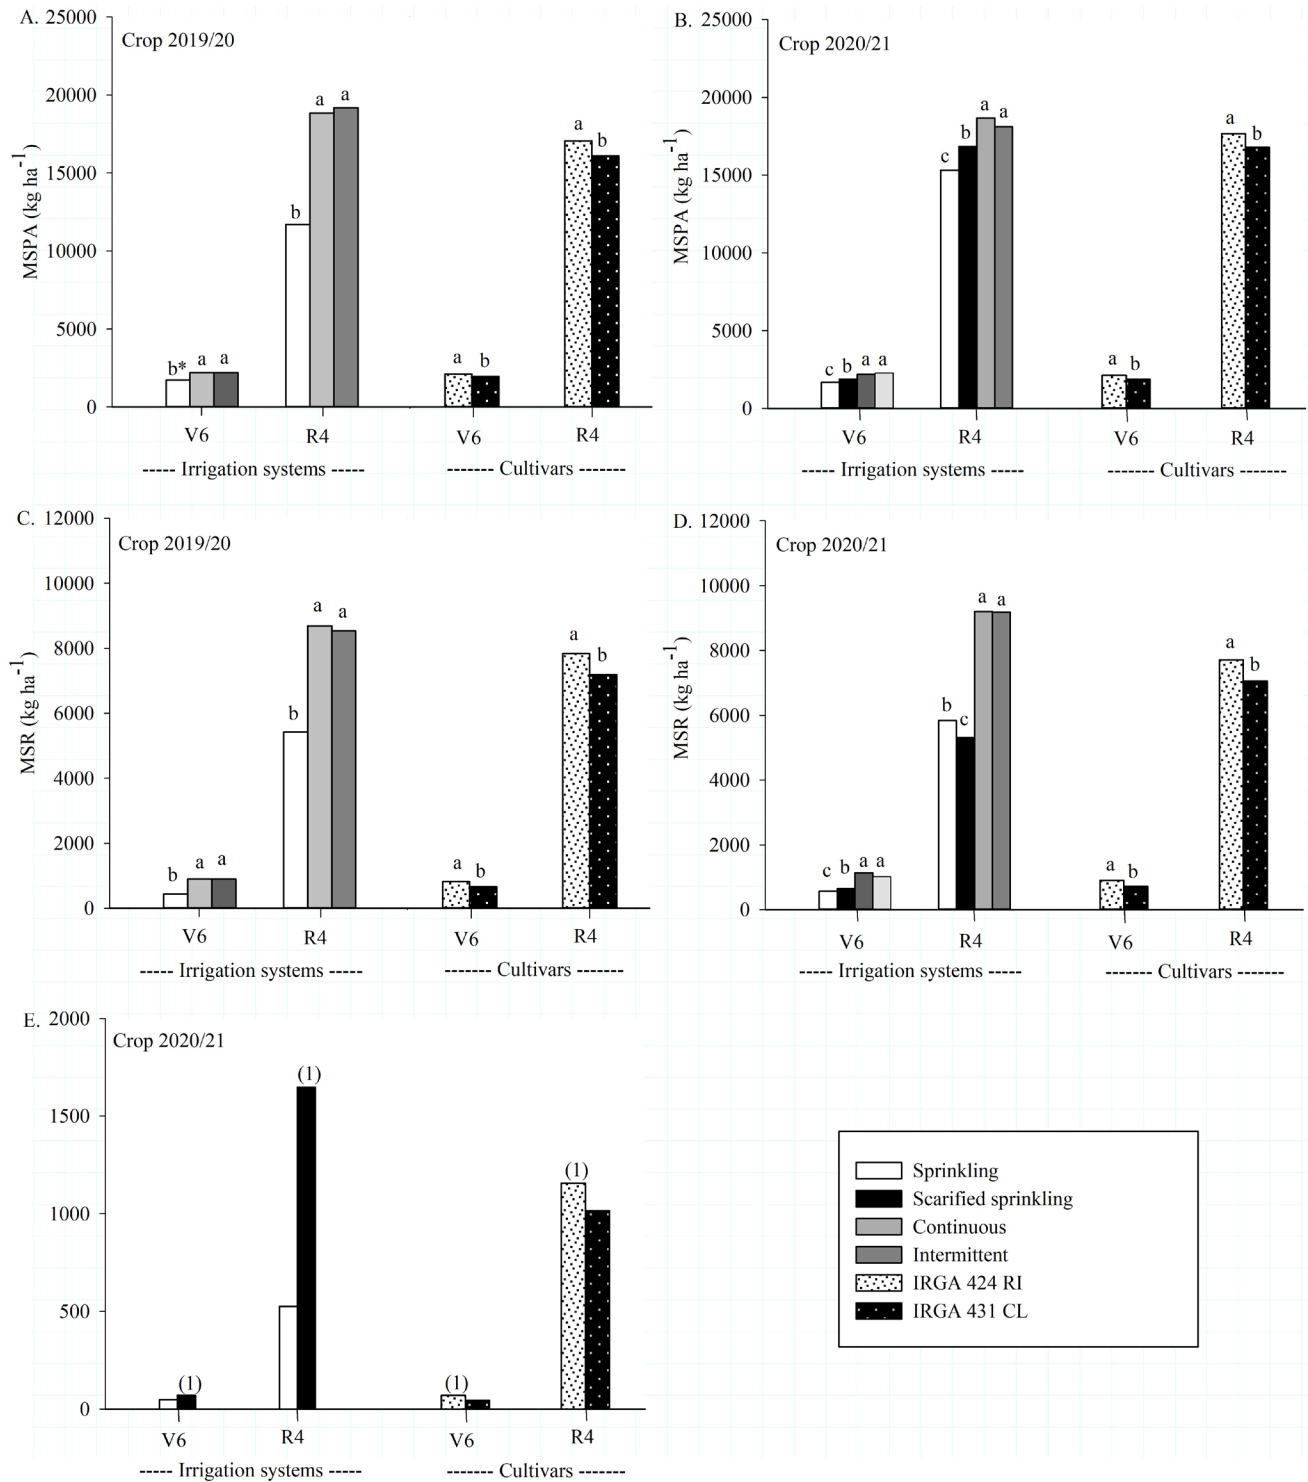 A.
Crop 2019/20
MSPA (kg ha-1)
25000
20000
15000
10000
5000
0
b* a a
b a a
a b
a b
V6 R4 V6 R4
----- Irrigation systems ----- ------- Cultivars -------
B.
Crop 2020/21
MSPA (kg ha-1)
25000
20000
15000
10000
5000
0
c b a a
c b a a
a b
a b
V6 R4 V6 R4
----- Irrigation systems ----- ------- Cultivars -------
C.
Crop 2019/20
MSR (kg ha-1)
12000
10000
8000
6000
4000
2000
0
b a a
b a a
a b
a b
V6 R4 V6 R4
----- Irrigation systems ----- ------- Cultivars -------
D.
Crop 2020/21
MSR (kg ha-1)
12000
10000
8000
6000
4000
2000
0
c b a a
b c a a
a b
a b
V6 R4 V6 R4
----- Irrigation systems ----- ------- Cultivars -------
E.
Crop 2020/21
2000
1500
1000
500
0
(1)
(1)
(1)
(1)
V6 R4 V6 R4
----- Irrigation systems ----- ------- Cultivars -------
Sprinkling
Scarified sprinkling
Continuous
Intermittent
IRGA 424 RI
IRGA 431 CL